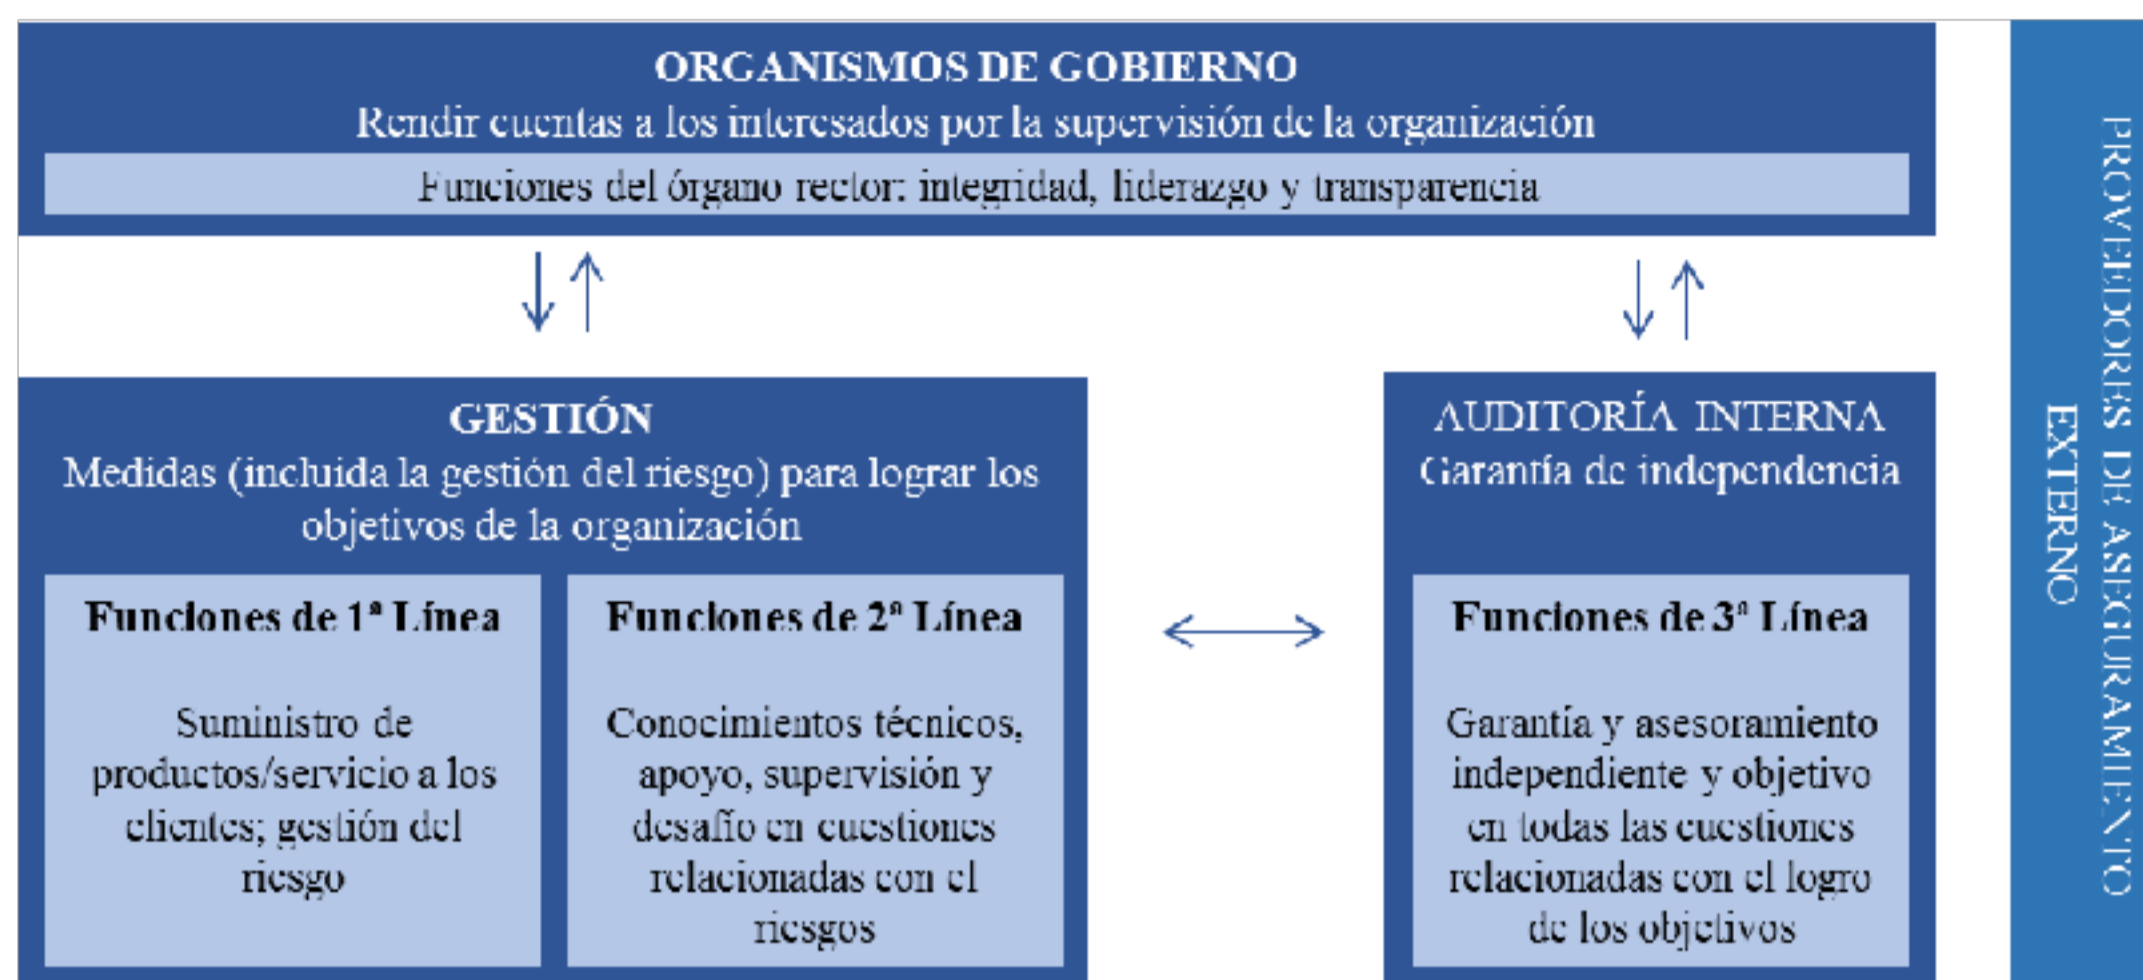 ORGANISMOS DE GOBIERNO
Rendir cuentas a los interesados por la supervisión de la organización
Funciones del órgano rector: integridad, liderazgo y transparencia
GESTIÓN
Medidas (incluida la gestión del riesgo) para lograr los
objetivos de la organización
Funciones de 1ª Línea
Suministro de
productos/servicio a los
clientes; gestión del
riesgo
Funciones de 2ª Línea
Conocimientos técnicos,
apoyo, supervisión y
desafío en cuestiones
relacionadas con el
riesgos
AUDITORÍA INTERNA
Garantía de independencia
Funciones de 3ª Línea
Garantía y asesoramiento
independiente y objetivo
en todas las cuestiones
relacionadas con el logro
de los objetivos
PROVEEDORES DE ASEGURAMIENTO
EXTERNO